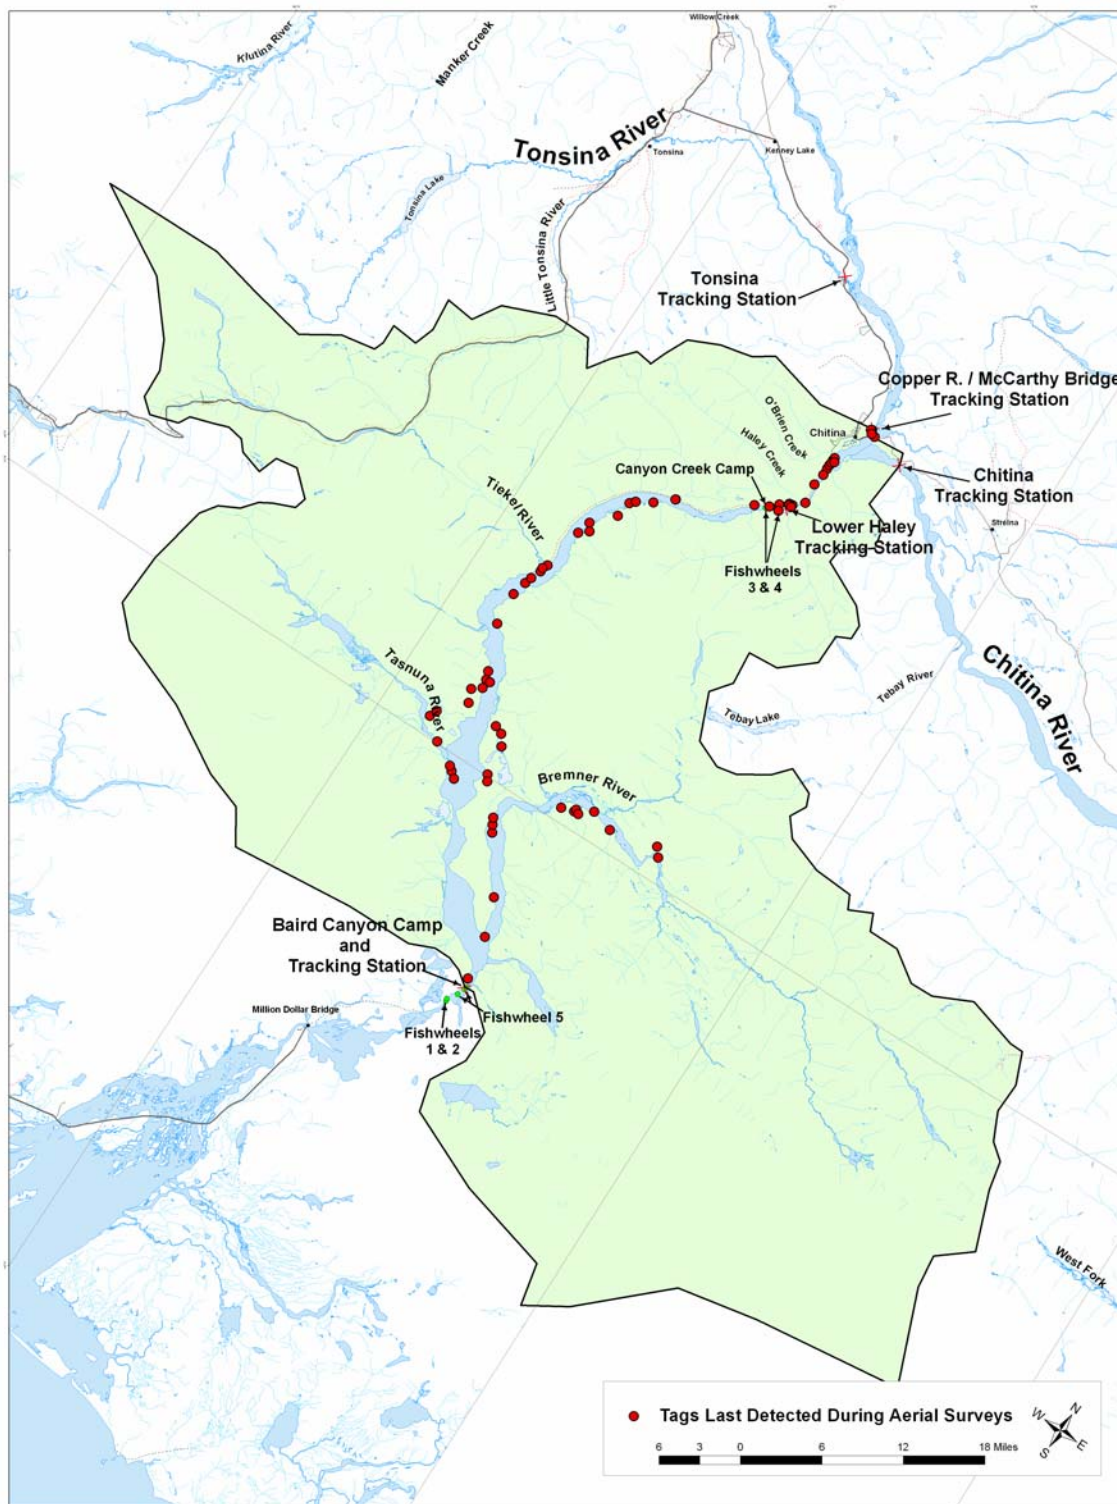 Willow Creek
Klutina River
Manker Creek
Tonsina River
Tonsina
Kenney Lake
Tonsina Lake
Little Tonsina River
Tonsina
Tracking Station
Copper R. / McCarthy Bridge
Tracking Station
O'Brien Creek
Chitina
Haley Creek
Canyon Creek Camp
Chitina
Tracking Station
Tiekel River
Strelna
Lower Haley
Tracking Station
Fishwheels
3 & 4
Chitina River
Tasnuna River
Tebay River
Tebay Lake
Bremner River
Baird Canyon Camp
and
Tracking Station
Million Dollar Bridge
Fishwheel 5
Fishwheels
1 & 2
West Fork
Tags Last Detected During Aerial Surveys
N
W
E
S
6 3 0 6 12 18 Miles